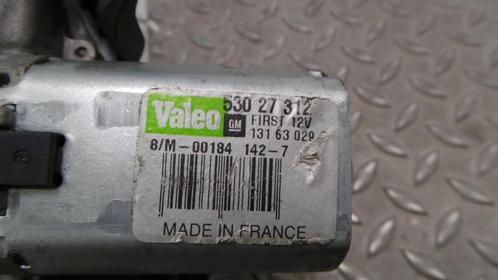 Valeo 530 27 312
GM FIRST 12V
131 63 029
8/M-00184 142-7
MADE IN FRANCE